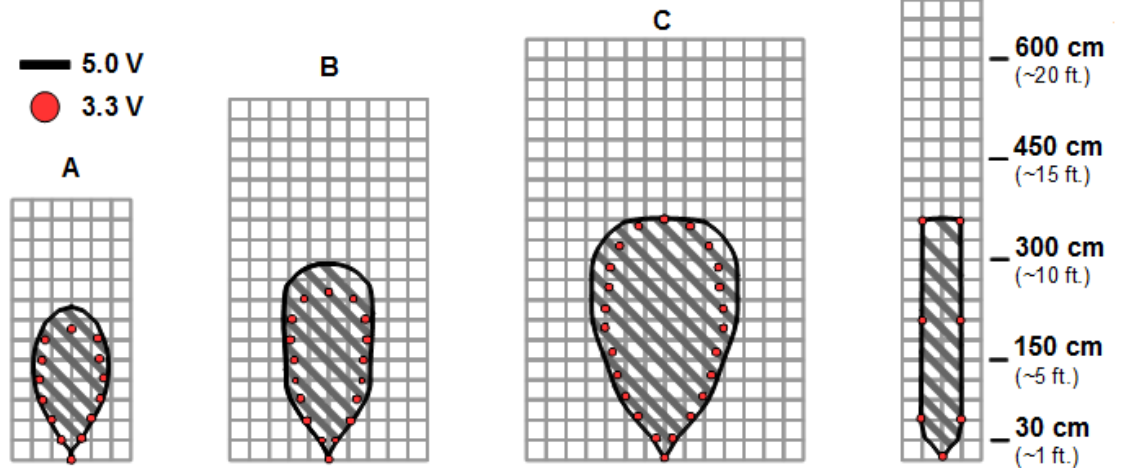 5.0 V
3.3 V
A
B
C
600 cm
(~20 ft.)
450 cm
(~15 ft.)
300 cm
(~10 ft.)
150 cm
(~5 ft.)
30 cm
(~1 ft.)